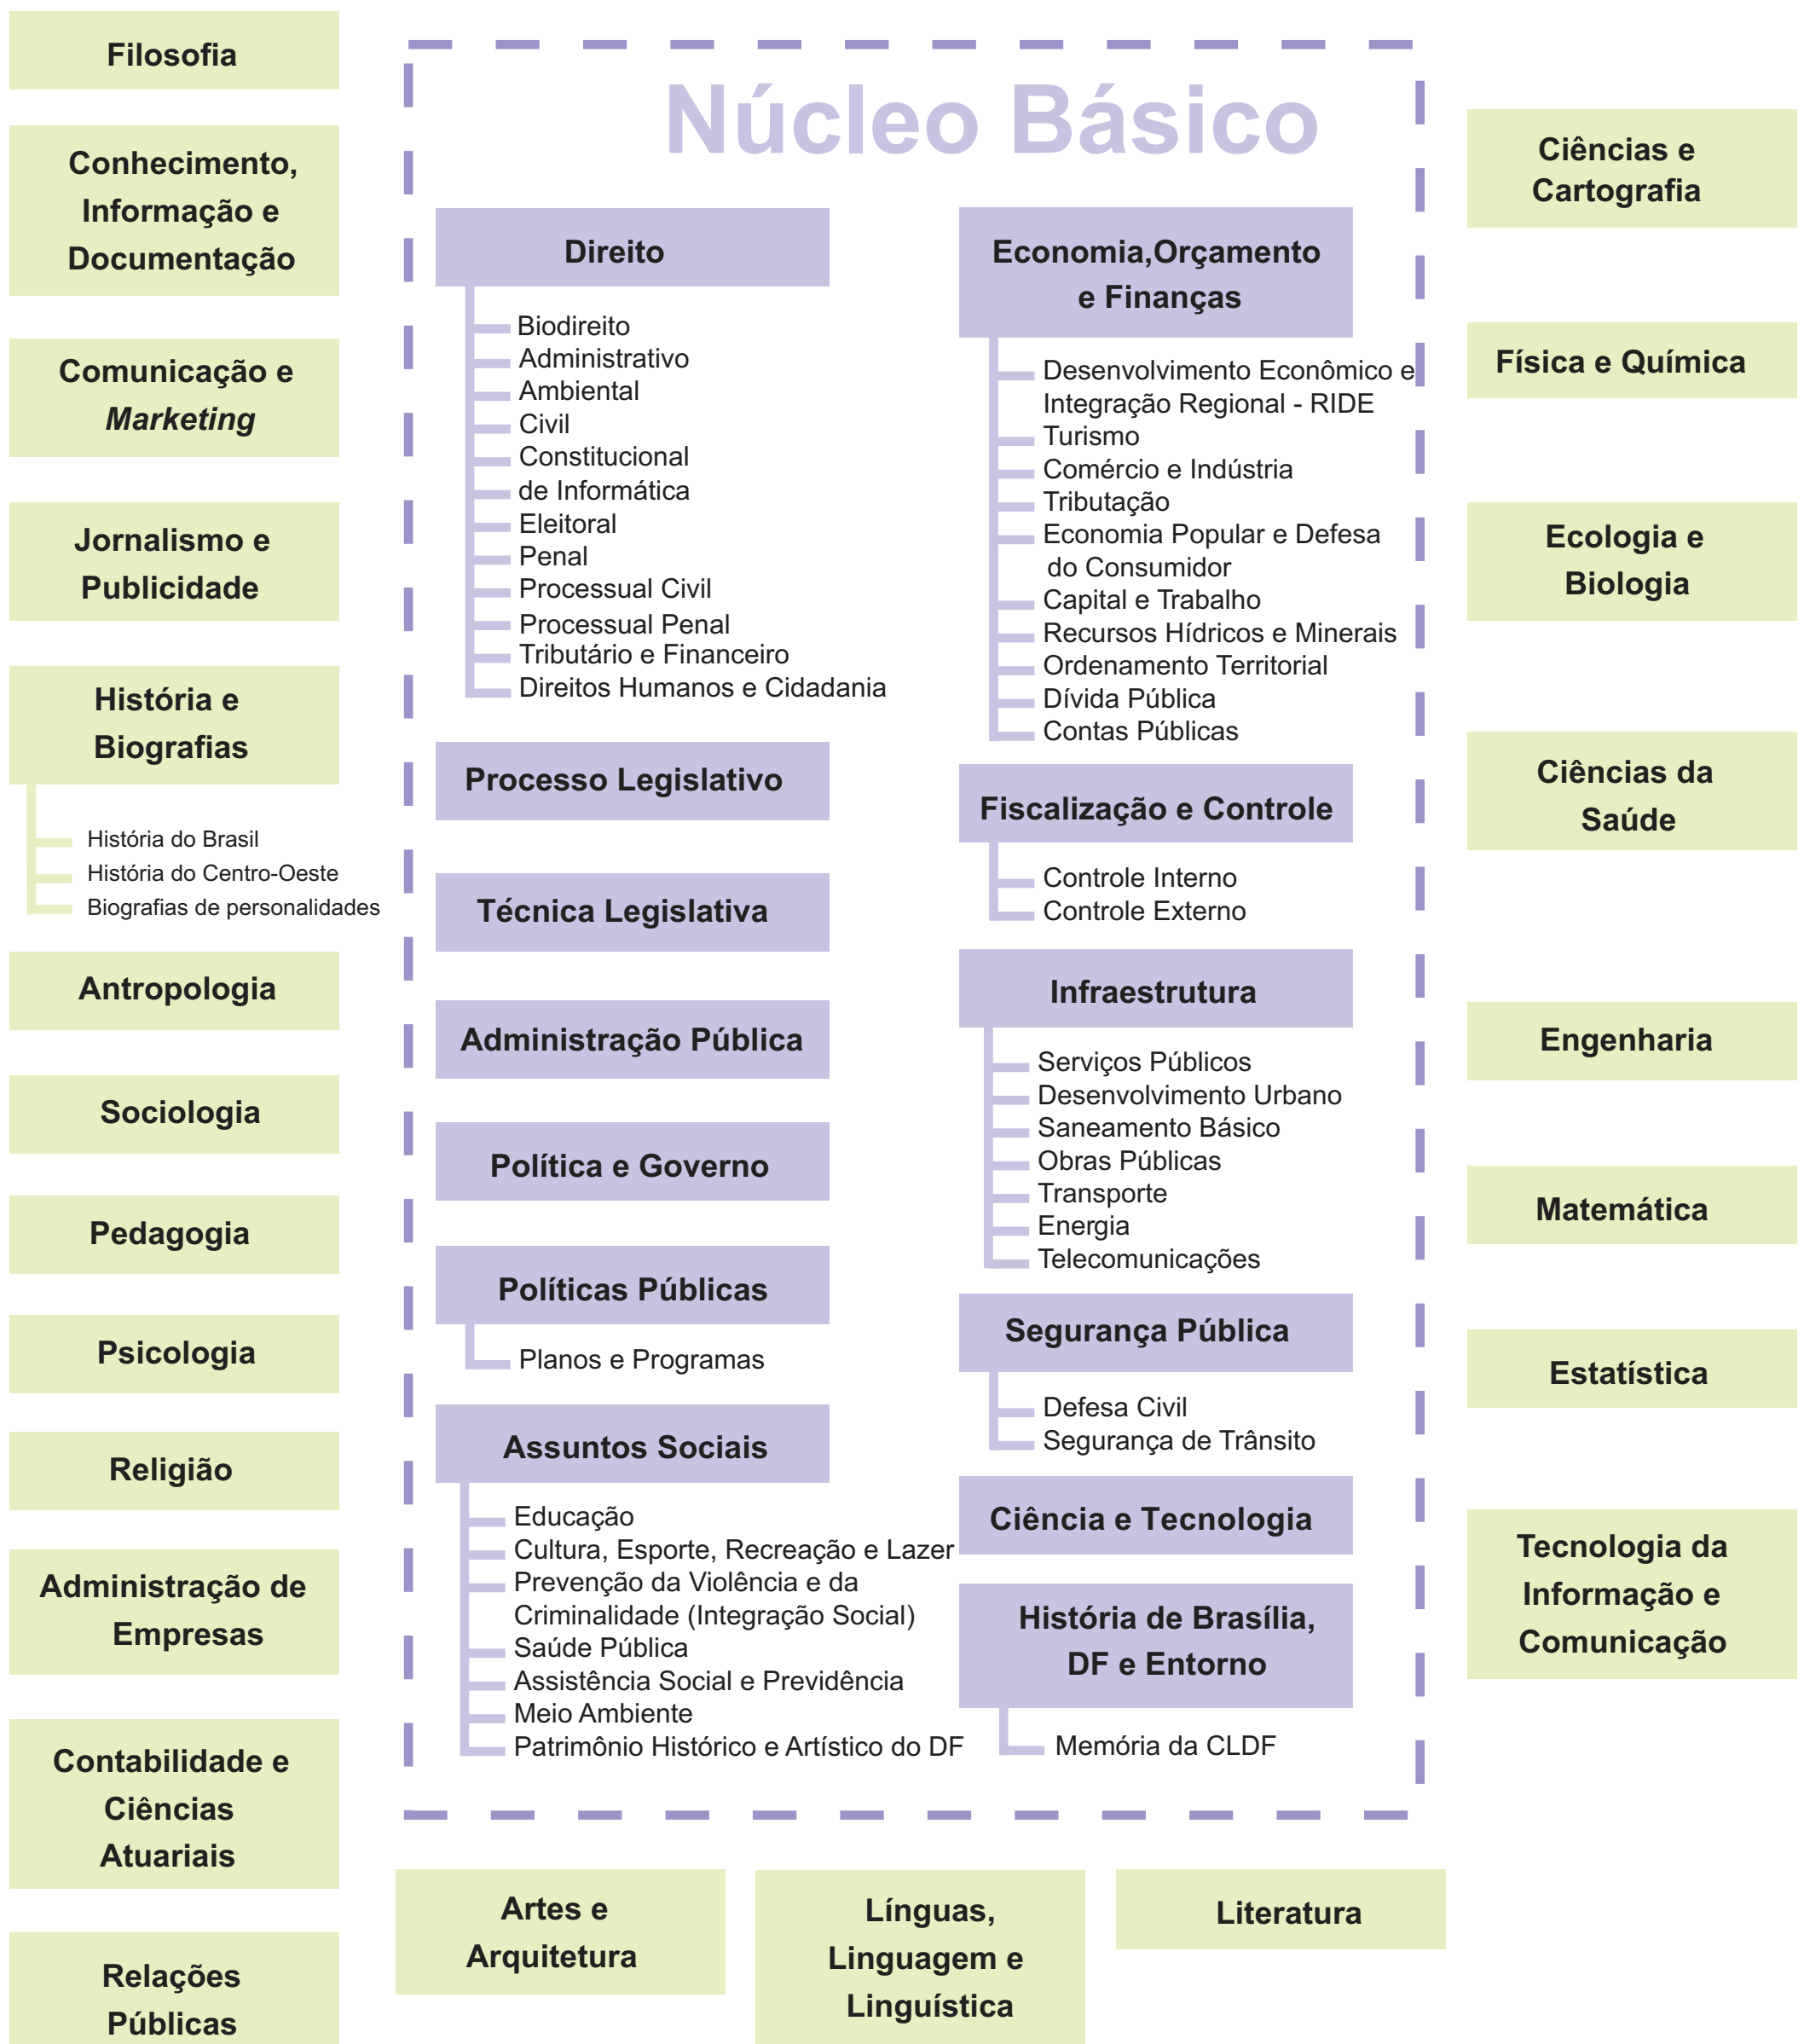 Filosofia
Conhecimento,
Informação e
Documentação
Comunicação e
Marketing
Jornalismo e
Publicidade
História e
Biografias
História do Brasil
História do Centro-Oeste
Biografias de personalidades
Antropologia
Sociologia
Pedagogia
Psicologia
Religião
Administração de
Empresas
Contabilidade e
Ciências
Atuariais
Relações
Públicas
Núcleo Básico
Direito
Biodireito
Administrativo
Ambiental
Civil
Constitucional
de Informática
Eleitoral
Penal
Processual Civil
Processual Penal
Tributário e Financeiro
Direitos Humanos e Cidadania
Processo Legislativo
Técnica Legislativa
Administração Pública
Política e Governo
Políticas Públicas
Planos e Programas
Assuntos Sociais
Educação
Cultura, Esporte, Recreação e Lazer
Prevenção da Violência e da
Criminalidade (Integração Social)
Saúde Pública
Assistência Social e Previdência
Meio Ambiente
Patrimônio Histórico e Artístico do DF
Economia,Orçamento
e Finanças
Desenvolvimento Econômico e
Integração Regional - RIDE
Turismo
Comércio e Indústria
Tributação
Economia Popular e Defesa
do Consumidor
Capital e Trabalho
Recursos Hídricos e Minerais
Ordenamento Territorial
Dívida Pública
Contas Públicas
Fiscalização e Controle
Controle Interno
Controle Externo
Infraestrutura
Serviços Públicos
Desenvolvimento Urbano
Saneamento Básico
Obras Públicas
Transporte
Energia
Telecomunicações
Segurança Pública
Defesa Civil
Segurança de Trânsito
Ciência e Tecnologia
História de Brasília,
DF e Entorno
Memória da CLDF
Ciências e
Cartografia
Física e Química
Ecologia e
Biologia
Ciências da
Saúde
Engenharia
Matemática
Estatística
Tecnologia da
Informação e
Comunicação
Artes e
Arquitetura
Línguas,
Linguagem e
Linguística
Literatura